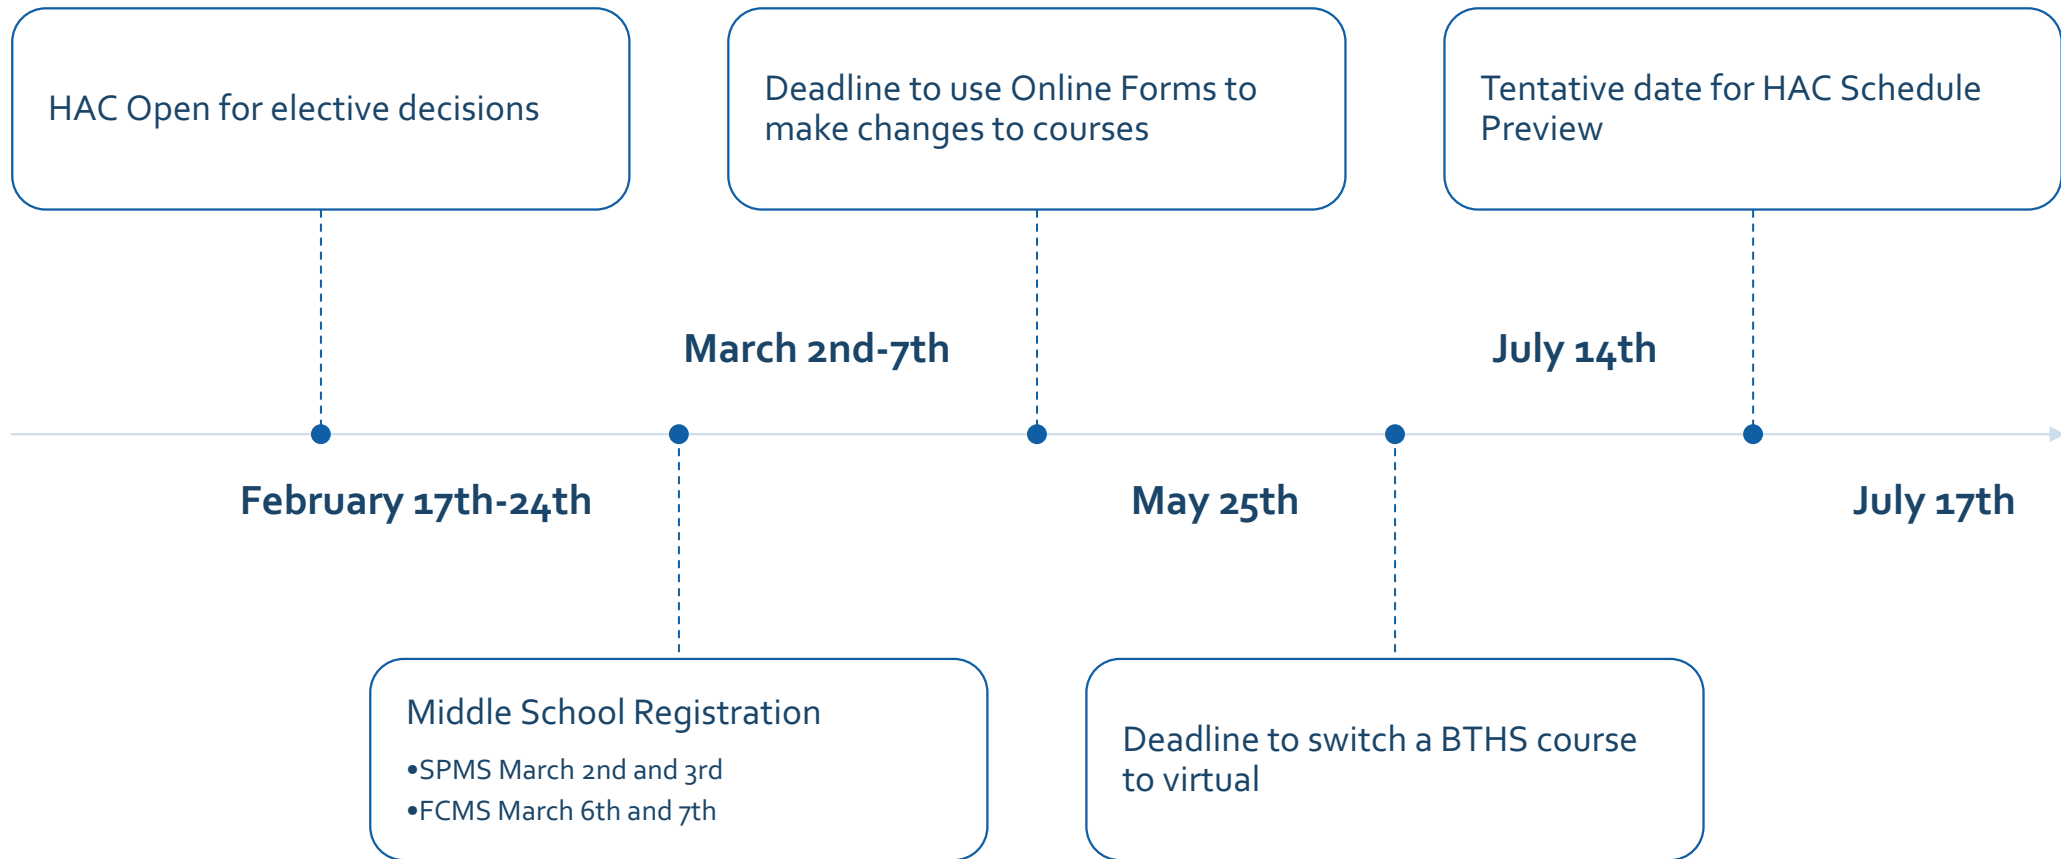 HAC Open for elective decisions
Deadline to use Online Forms to
make changes to courses
Tentative date for HAC Schedule
Preview
March 2nd-7th
July 14th
February 17th-24th
May 25th
July 17th
Middle School Registration
•SPMS March 2nd and 3rd
•FCMS March 6th and 7th
Deadline to switch a BTHS course
to virtual